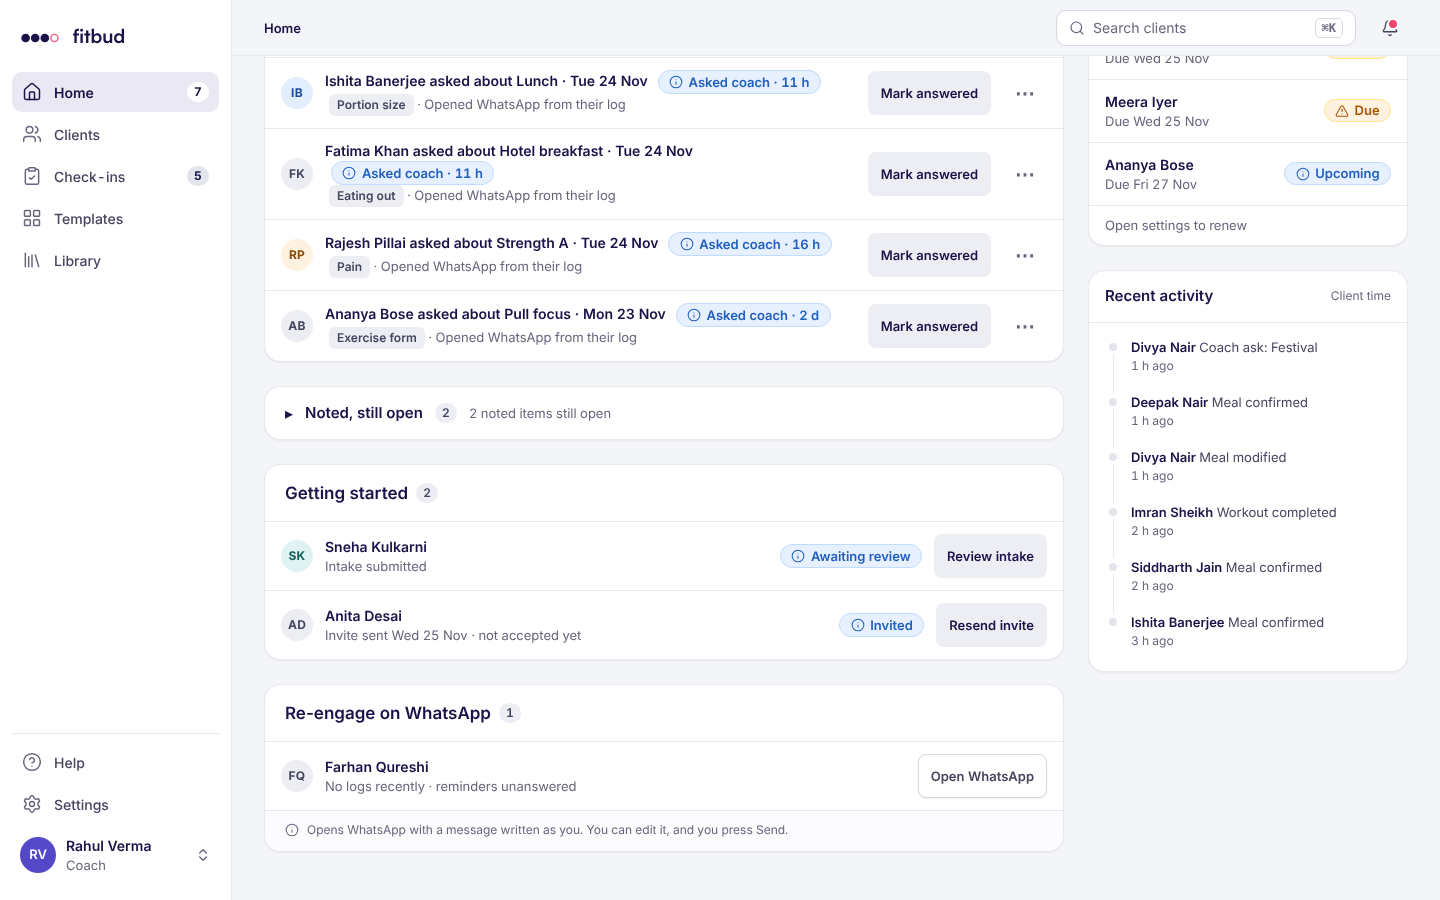 fitbud
Home 7
Clients
Check-ins 5
Templates
Library
Help
Settings
RV
Rahul Verma
Coach
Home
Search clients ⌘K
IB
Ishita Banerjee asked about Lunch · Tue 24 Nov Asked coach · 11 h
Portion size · Opened WhatsApp from their log
Mark answered
FK
Fatima Khan asked about Hotel breakfast · Tue 24 Nov
Asked coach · 11 h
Eating out · Opened WhatsApp from their log
Mark answered
RP
Rajesh Pillai asked about Strength A · Tue 24 Nov Asked coach · 16 h
Pain · Opened WhatsApp from their log
Mark answered
AB
Ananya Bose asked about Pull focus · Mon 23 Nov Asked coach · 2 d
Exercise form · Opened WhatsApp from their log
Mark answered
Noted, still open 2 2 noted items still open
Getting started 2
SK
Sneha Kulkarni
Intake submitted
Awaiting review
Review intake
AD
Anita Desai
Invite sent Wed 25 Nov · not accepted yet
Invited
Resend invite
Re-engage on WhatsApp 1
FQ
Farhan Qureshi
No logs recently · reminders unanswered
Open WhatsApp
Opens WhatsApp with a message written as you. You can edit it, and you press Send.
Due Wed 25 Nov
Meera Iyer
Due Wed 25 Nov
Due
Ananya Bose
Due Fri 27 Nov
Upcoming
Open settings to renew
Recent activity Client time
Divya Nair Coach ask: Festival
1 h ago
Deepak Nair Meal confirmed
1 h ago
Divya Nair Meal modified
1 h ago
Imran Sheikh Workout completed
2 h ago
Siddharth Jain Meal confirmed
2 h ago
Ishita Banerjee Meal confirmed
3 h ago